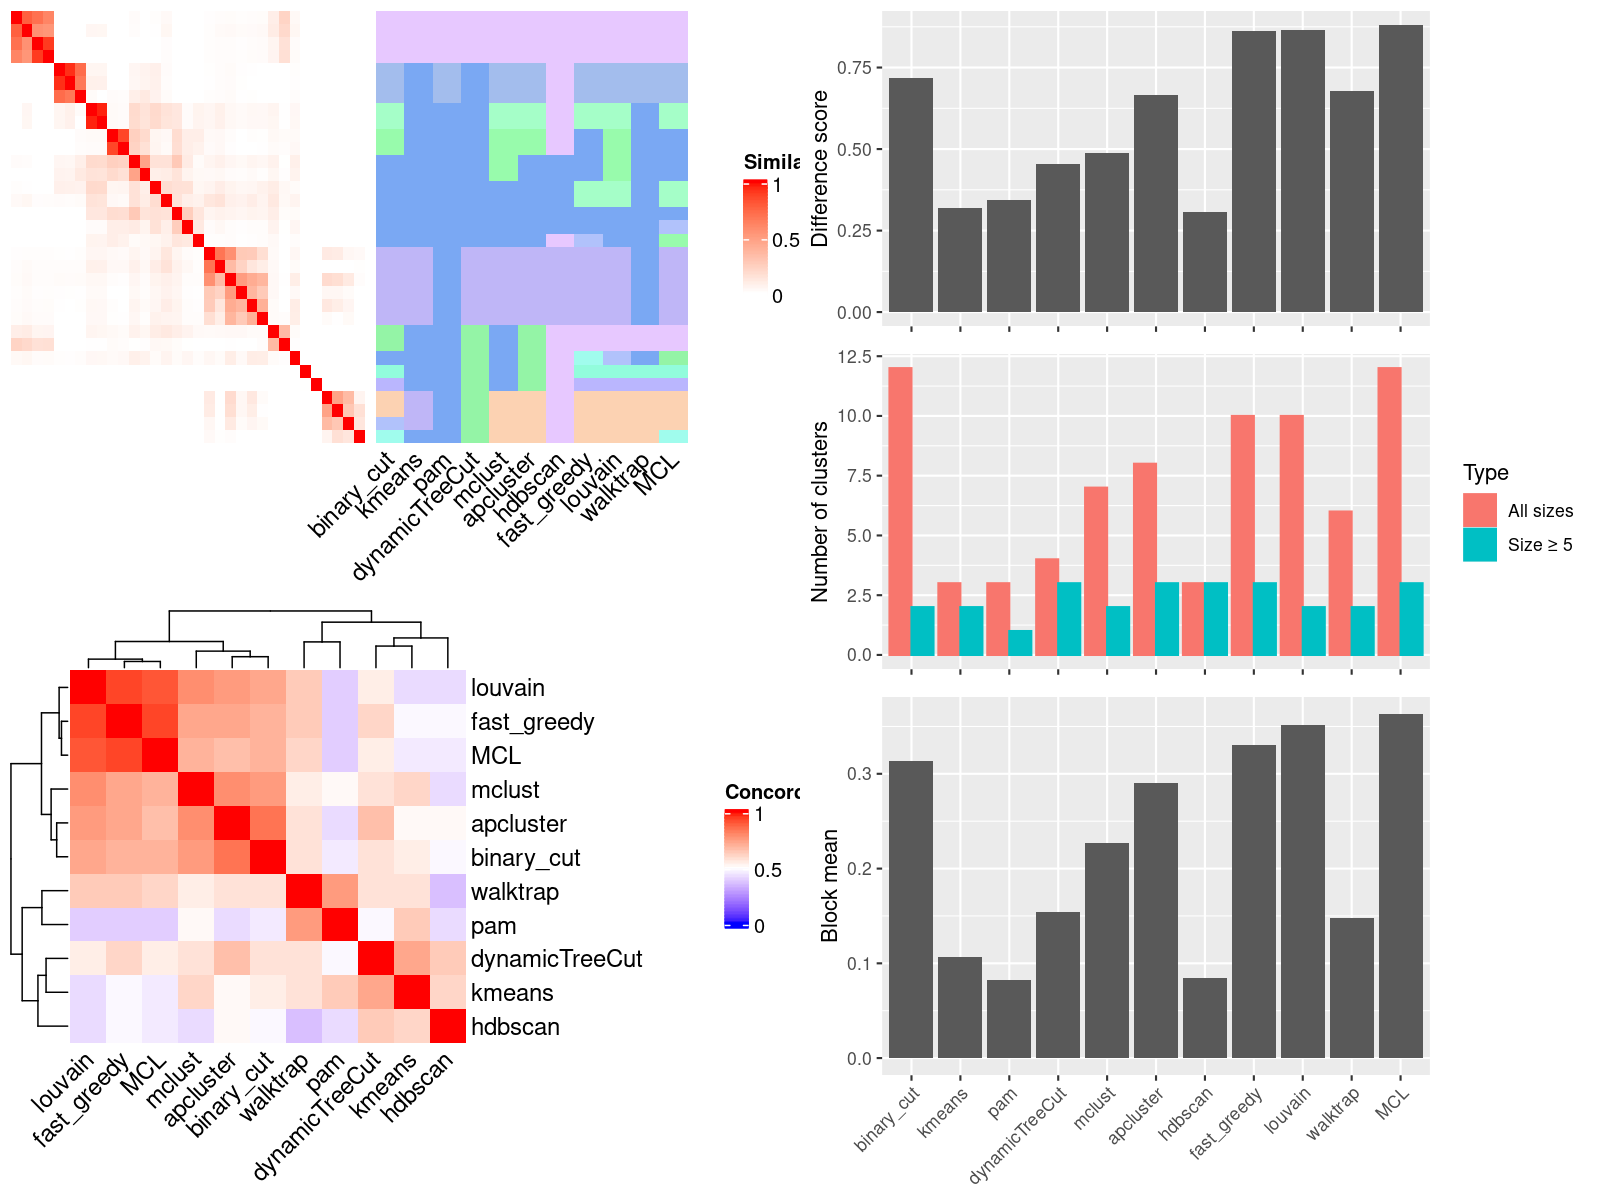 Simila
1
0.5
0
binary_cut
kmeans
pam
dynamicTreeCut
mclust
apcluster
hdbscan
fast_greedy
louvain
walktrap
MCL
louvain
fast_greedy
MCL
mclust
apcluster
binary_cut
walktrap
pam
dynamicTreeCut
kmeans
hdbscan
louvain
fast_greedy
MCL
mclust
apcluster
binary_cut
walktrap
pam
dynamicTreeCut
kmeans
hdbscan
Concord
1
0.5
0
Difference score
0.75
0.50
0.25
0.00
Number of clusters
12.5
10.0
7.5
5.0
2.5
0.0
Type
All sizes
Size ≥ 5
Block mean
0.3
0.2
0.1
0.0
binary_cut
kmeans
pam
dynamicTreeCut
mclust
apcluster
hdbscan
fast_greedy
louvain
walktrap
MCL